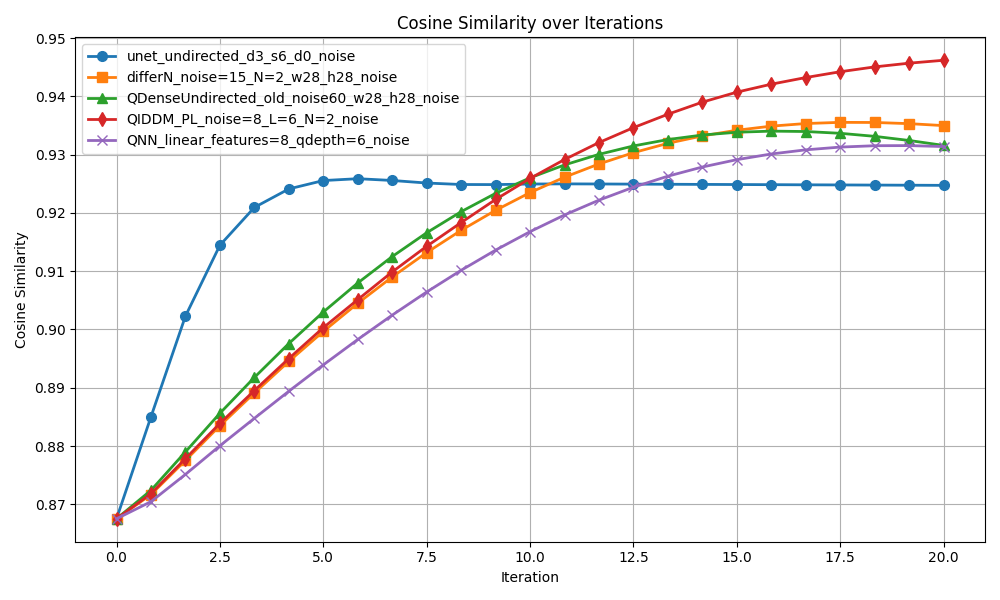 Cosine Similarity over Iterations
unet_undirected_d3_s6_d0_noise
differN_noise=15_N=2_w28_h28_noise
QDenseUndirected_old_noise60_w28_h28_noise
QIDDM_PL_noise=8_L=6_N=2_noise
QNN_linear_features=8_qdepth=6_noise
Cosine Similarity
0.95
0.94
0.93
0.92
0.91
0.90
0.89
0.88
0.87
0.0 2.5 5.0 7.5 10.0 12.5 15.0 17.5 20.0
Iteration